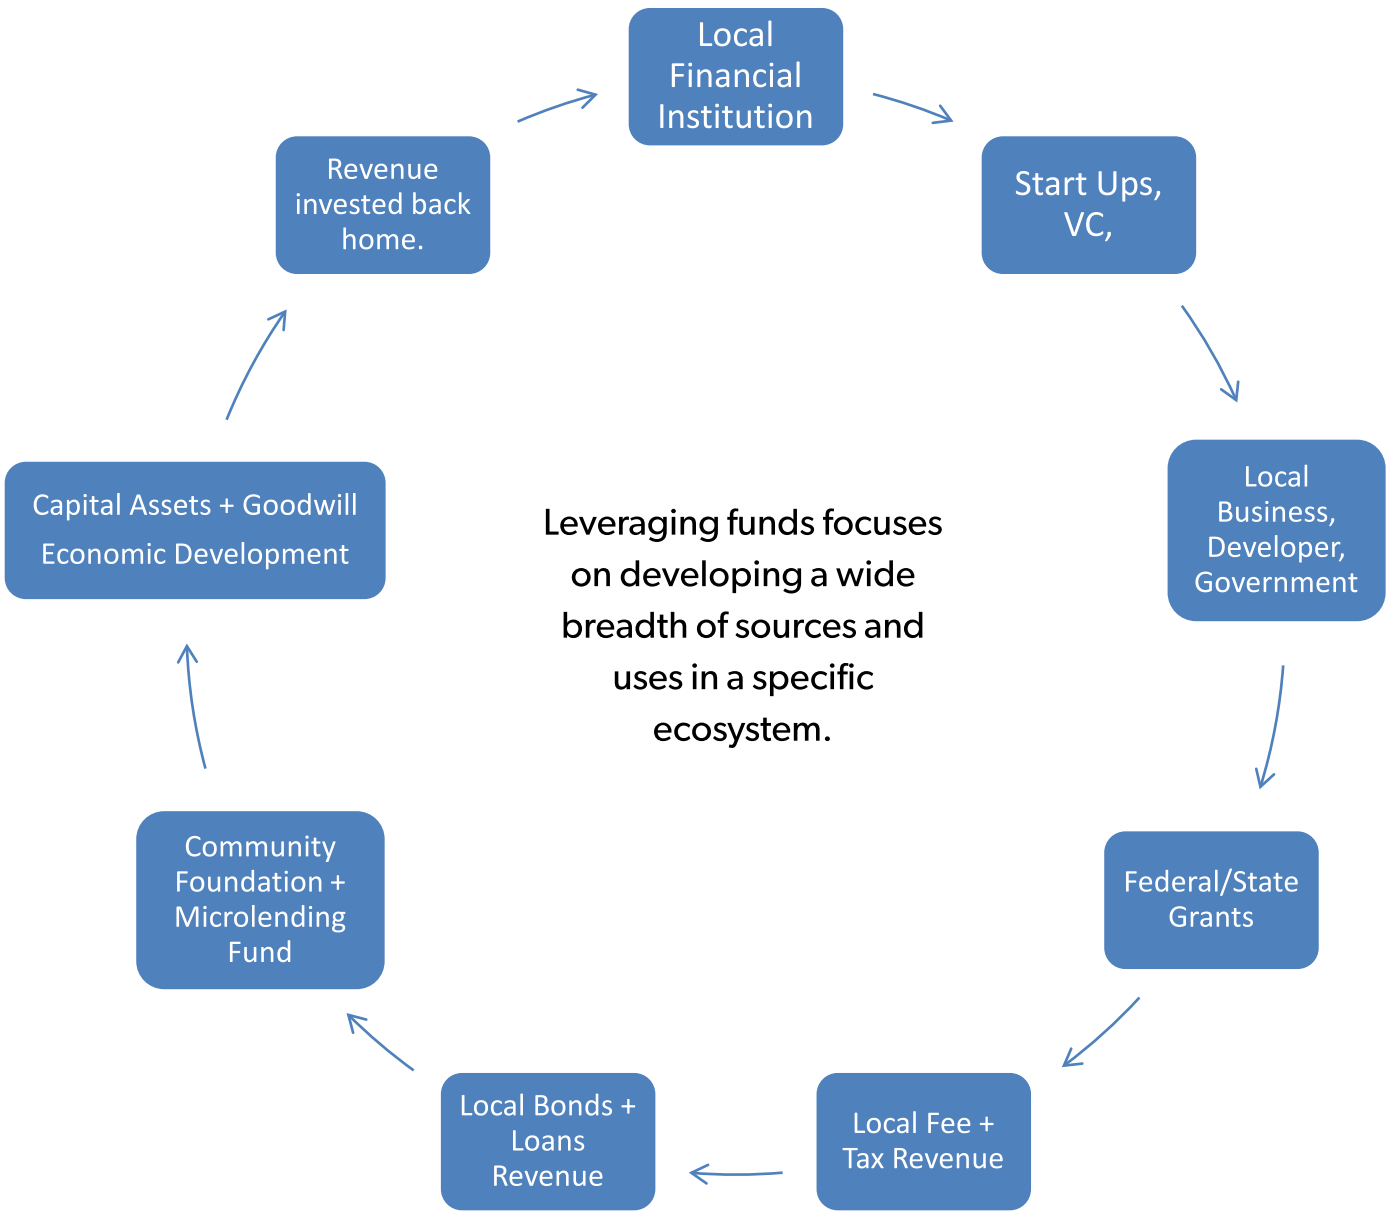 Local
Financial
Institution
Start Ups,
VC,
Local
Business,
Developer,
Government
Federal/State
Grants
Local Fee +
Tax Revenue
Local Bonds +
Loans
Revenue
Community
Foundation +
Microlending
Fund
Capital Assets + Goodwill
Economic Development
Revenue
invested back
home.
Leveraging funds focuses
on developing a wide
breadth of sources and
uses in a specific
ecosystem.